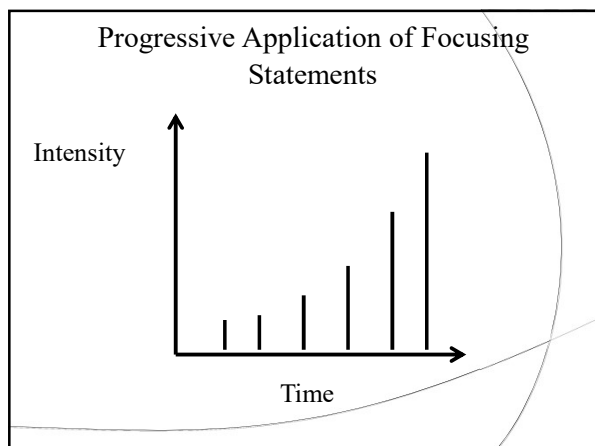 Progressive Application of Focusing
Statements
Intensity
Time